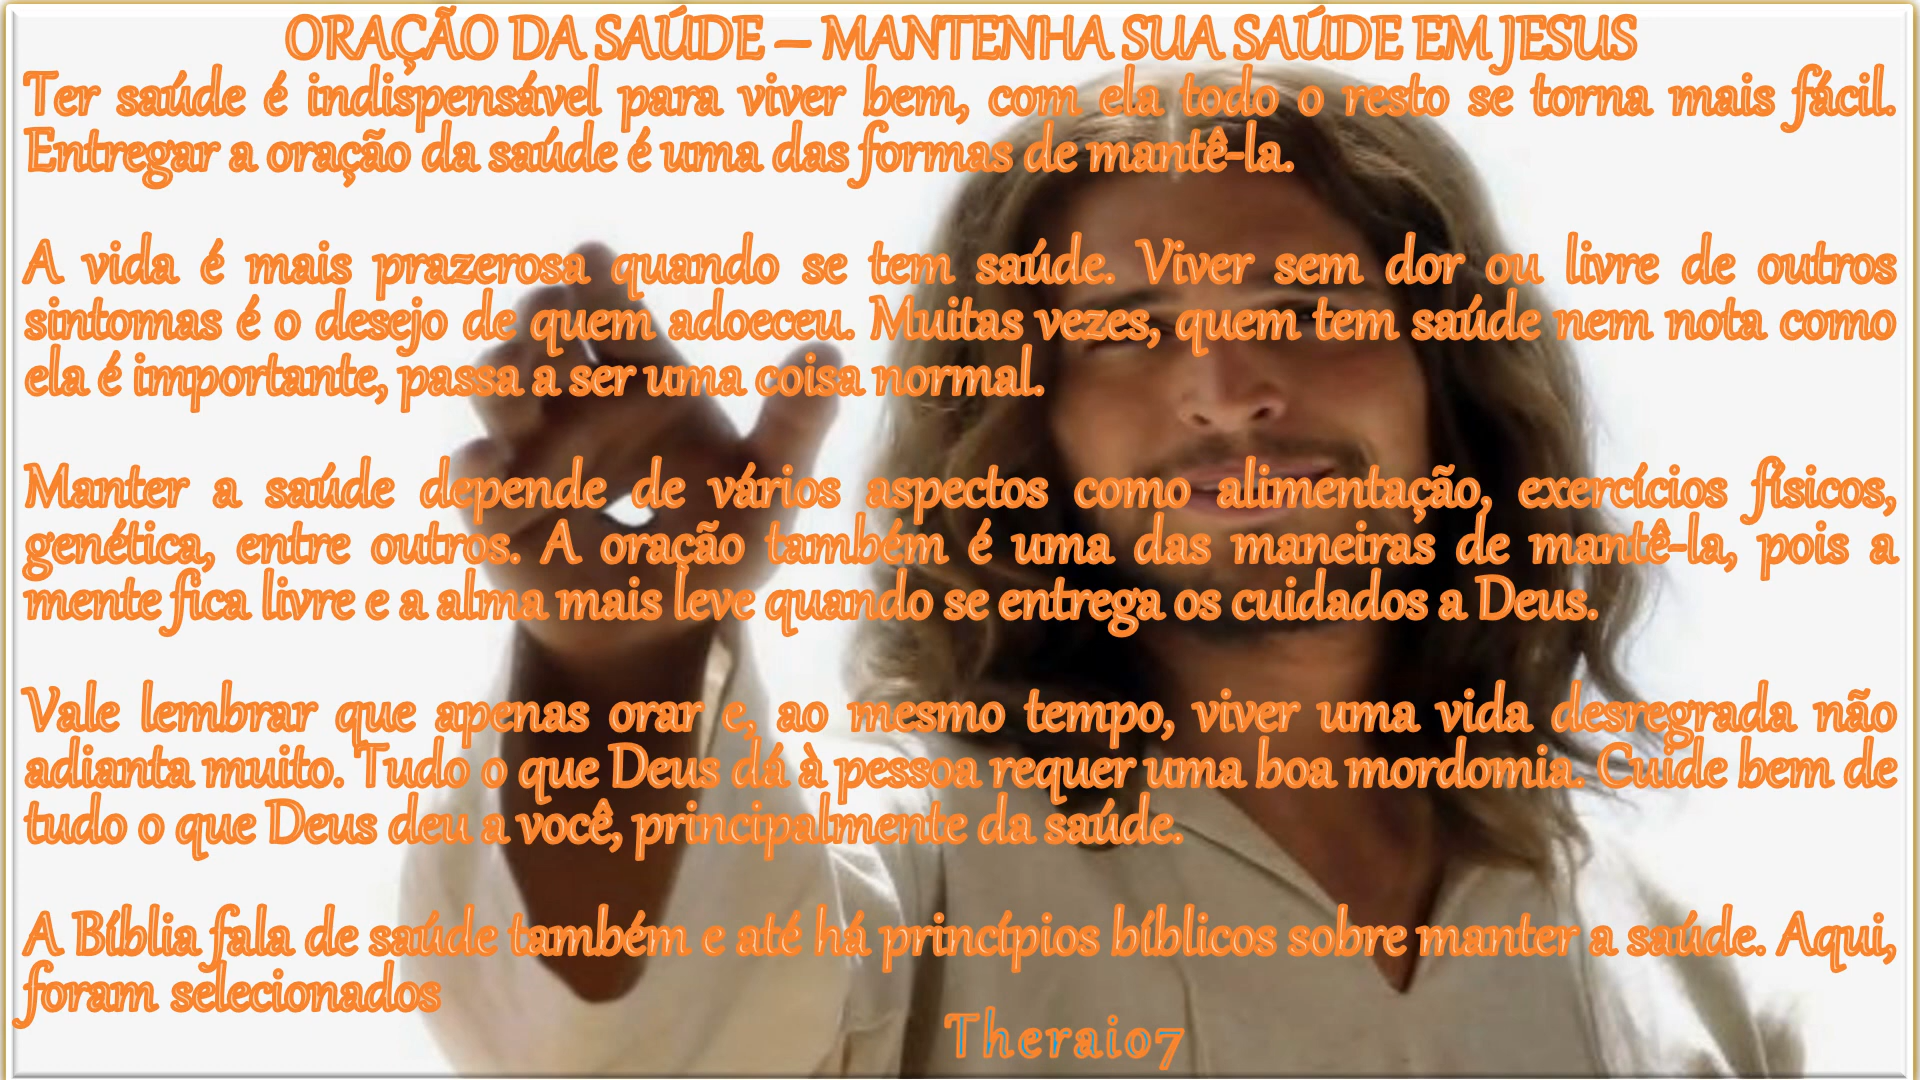 ORAÇÃO DA SAÚDE – MANTENHA SUA SAÚDE EM JESUS
Ter saúde é indispensável para viver bem, com ela todo o resto se torna mais fácil.
Entregar a oração da saúde é uma das formas de mantê-la.
A vida é mais prazerosa quando se tem saúde. Viver sem dor ou livre de outros
sintomas é o desejo de quem adoeceu. Muitas vezes, quem tem saúde nem nota como
ela é importante, passa a ser uma coisa normal.
Manter a saúde depende de vários aspectos como alimentação, exercícios físicos,
genética, entre outros. A oração também é uma das maneiras de mantê-la, pois a
mente fica livre e a alma mais leve quando se entrega os cuidados a Deus.
Vale lembrar que apenas orar e, ao mesmo tempo, viver uma vida desregrada não
adianta muito. Tudo o que Deus dá à pessoa requer uma boa mordomia. Cuide bem de
tudo o que Deus deu a você, principalmente da saúde.
A Bíblia fala de saúde também e até há princípios bíblicos sobre manter a saúde. Aqui,
foram selecionados
Theraio7